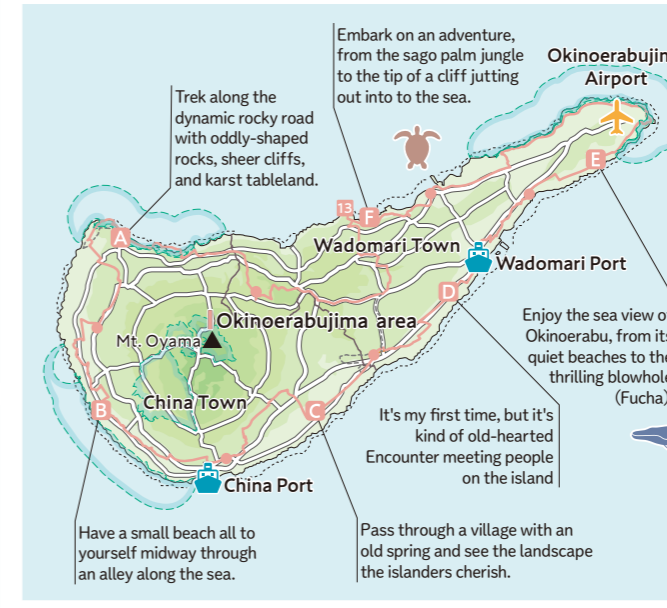 Embark on an adventure,
from the sago palm jungle
to the tip of a cliff jutting
out into to the sea.
Okinoerabujim
Airport
Trek along the
dynamic rocky road
with oddly-shaped
rocks, sheer cliffs,
and karst tableland.
E
13
F
A
Wadomari Town
Wadomari Port
D
Okinoerabujima area
Mt. Oyama
Enjoy the sea view of
Okinoerabu, from its
quiet beaches to the
thrilling blowhole
(Fucha)
China Town
B
C
It's my first time, but it's
kind of old-hearted
Encounter meeting people
on the island
China Port
Have a small beach all to
yourself midway through
an alley along the sea.
Pass through a village with an
old spring and see the landscape
the islanders cherish.